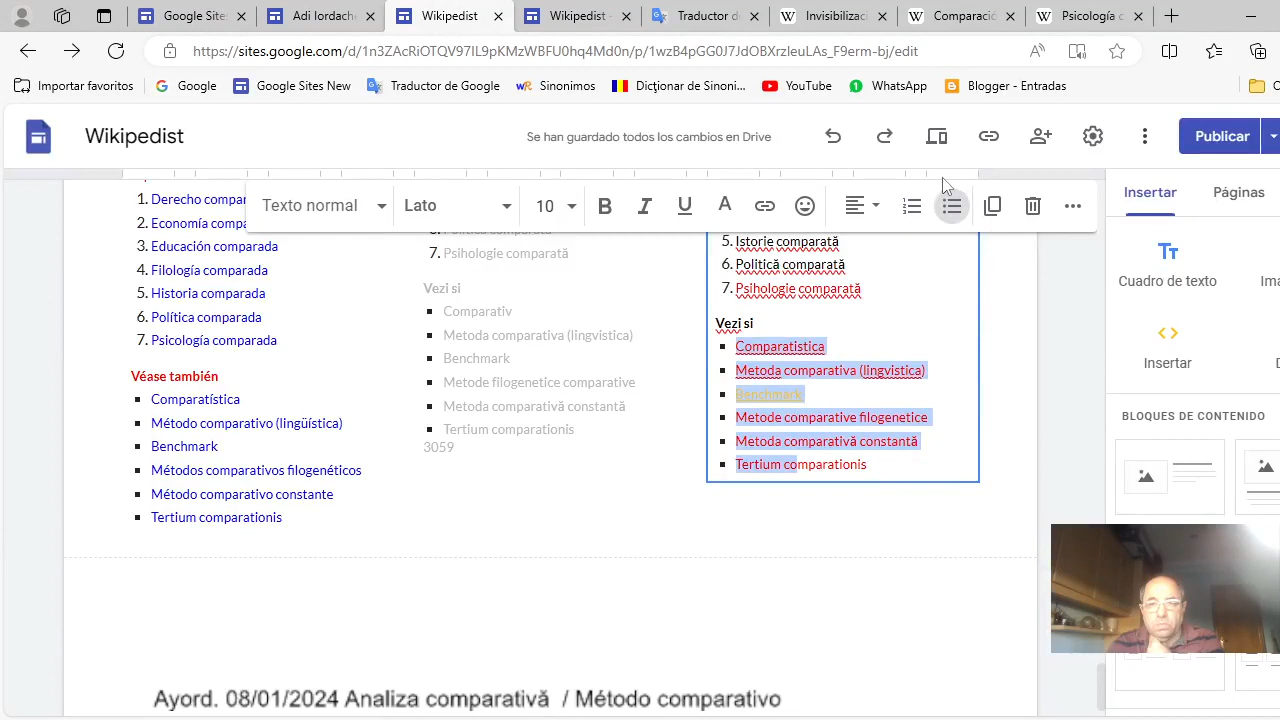 Google Site
Adi Iordache
Wikipedist
Wikipedist -
Traductor d
Invisibilizac
Comparació
Psicología c
https://sites.google.com/d/1n3ZAcRiOTQV97IL9pKMzWBFU0hq4Md0n/p/1wzB4pGG0J7JdOBXrzleuLAs_F9erm-bj/edit
Importar favoritos
Google
Google Sites New
Traductor de Google
Sinonimos
Dicționar de Sinoni...
YouTube
WhatsApp
Blogger - Entradas
Wikipedist
Se han guardado todos los cambios en Drive
Publicar
Texto normal
Lato
10
Insertar
Páginas
Tt
Cuadro de texto
Insertar
BLOQUES DE CONTENIDO
1. Derecho compar
2. Economía compa
3. Educación comparada
4. Filología comparada
5. Historia comparada
6. Política comparada
7. Psicología comparada
Véase también
Comparatística
Método comparativo (lingüística)
Benchmark
Métodos comparativos filogenéticos
Método comparativo constante
Tertium comparationis
7. Psihologie comparată
Vezi si
Comparativ
Metoda comparativa (lingvistica)
Benchmark
Metode filogenetice comparative
Metoda comparativă constantă
Tertium comparationis
3059
5. Istorie comparată
6. Politică comparată
7. Psihologie comparată
Vezi si
Comparatistica
Metoda comparativa (lingvistica)
Benchmark
Metode comparative filogenetice
Metoda comparativă constantă
Tertium comparationis
Ayord. 08/01/2024 Analiza comparativă / Método comparativo